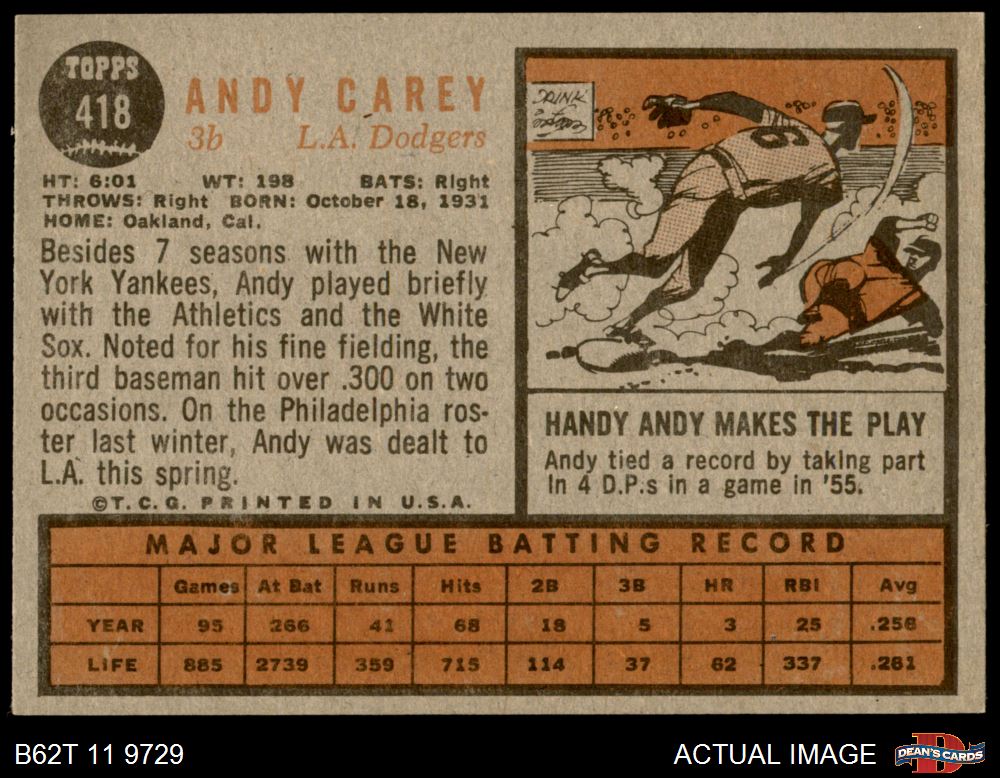 TOPPS
418
ANDY CAREY
3b L.A. Dodgers
HT: 6:01 WT: 198 BATS: Right
THROWS: Right BORN: October 18, 1931
HOME: Oakland, Cal.
Besides 7 seasons with the New
York Yankees, Andy played briefly
with the Athletics and the White
Sox. Noted for his fine fielding, the
third baseman hit over .300 on two
occasions. On the Philadelphia ros-
ter last winter, Andy was dealt to
L.A. this spring.
©T.C.G. PRINTED IN U.S.A.
DRINK
6
HANDY ANDY MAKES THE PLAY
Andy tied a record by taking part
in 4 D.P.s in a game in '55.
MAJOR LEAGUE BATTING RECORD
Games At Bat Runs Hits 2B 3B HR RBI Avg
YEAR 95 266 41 68 18 5 3 25 .256
LIFE 885 2739 359 715 114 37 62 337 .261
B62T 11 9729 ACTUAL IMAGE
D
DEAN'S CARDS